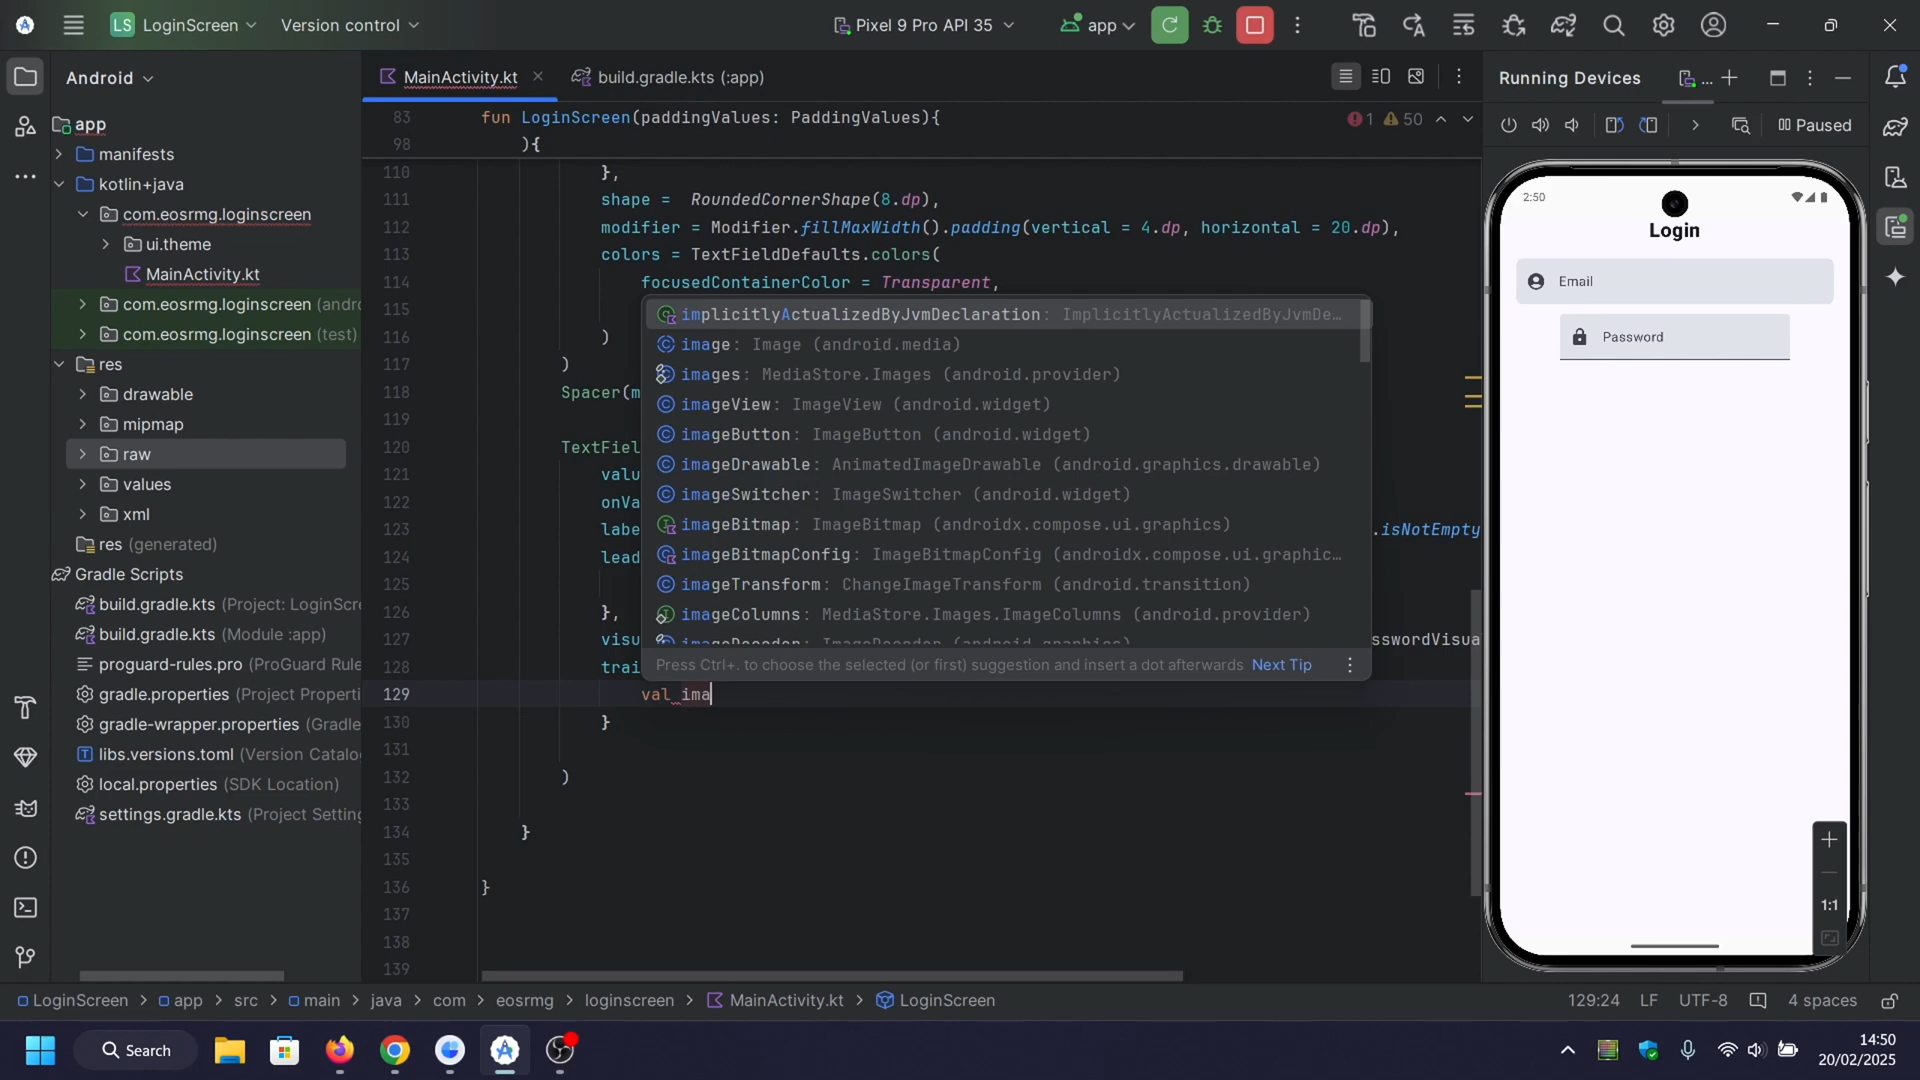 LS LoginScreen Version control Pixel 9 Pro API 35 app
Android MainActivity.kt build.gradle.kts (:app) Running Devices ...
83 fun LoginScreen(paddingValues: PaddingValues){ 1 50 Paused
98 ){
app
manifests
kotlin+java
com.eosrmg.loginscreen
ui.theme
MainActivity.kt
com.eosrmg.loginscreen (andro
com.eosrmg.loginscreen (test)
res
drawable
mipmap
raw
values
xml
res (generated)
Gradle Scripts
build.gradle.kts (Project: LoginScre
build.gradle.kts (Module :app)
proguard-rules.pro (ProGuard Rule
gradle.properties (Project Properti
gradle-wrapper.properties (Gradle
libs.versions.toml (Version Catalo
local.properties (SDK Location)
settings.gradle.kts (Project Setting
110 },
111 shape = RoundedCornerShape(8.dp),
112 modifier = Modifier.fillMaxWidth().padding(vertical = 4.dp, horizontal = 20.dp),
113 colors = TextFieldDefaults.colors(
114 focusedContainerColor = Transparent,
115
116 )
117 )
118 Spacer(m
119
120 TextFiel
121 valu
122 onVa
123 labe .isNotEmpty
124 lead
125
126 },
127 visu sswordVisua
128 trai
129 val ima
130 }
131
132 )
133
134 }
135
136 }
137
138
139
implicitlyActualizedByJvmDeclaration: ImplicitlyActualizedByJvmDe...
image: Image (android.media)
images: MediaStore.Images (android.provider)
imageView: ImageView (android.widget)
imageButton: ImageButton (android.widget)
imageDrawable: AnimatedImageDrawable (android.graphics.drawable)
imageSwitcher: ImageSwitcher (android.widget)
imageBitmap: ImageBitmap (androidx.compose.ui.graphics)
imageBitmapConfig: ImageBitmapConfig (androidx.compose.ui.graphic...
imageTransform: ChangeImageTransform (android.transition)
imageColumns: MediaStore.Images.ImageColumns (android.provider)
imageDecoder: ImageDecoder (android.graphics)
Press Ctrl+. to choose the selected (or first) suggestion and insert a dot afterwards Next Tip
2:50
Login
Email
Password
1:1
LoginScreen > app > src > main > java > com > eosrmg > loginscreen > MainActivity.kt > LoginScreen 129:24 LF UTF-8 4 spaces
Search 14:50
20/02/2025